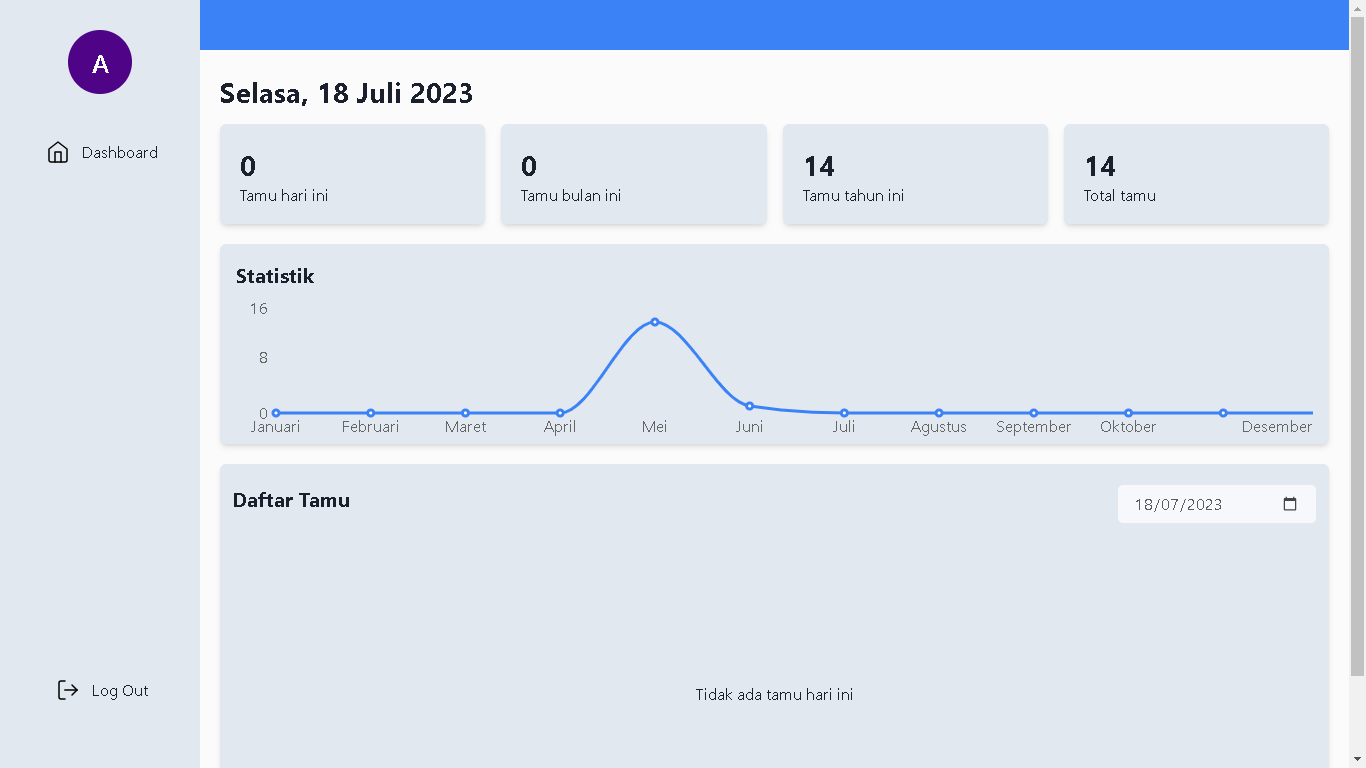 A
Dashboard
Log Out
Selasa, 18 Juli 2023
0
Tamu hari ini
0
Tamu bulan ini
14
Tamu tahun ini
14
Total tamu
Statistik
16
8
0
Januari Februari Maret April Mei Juni Juli Agustus September Oktober Desember
Daftar Tamu
18/07/2023
Tidak ada tamu hari ini